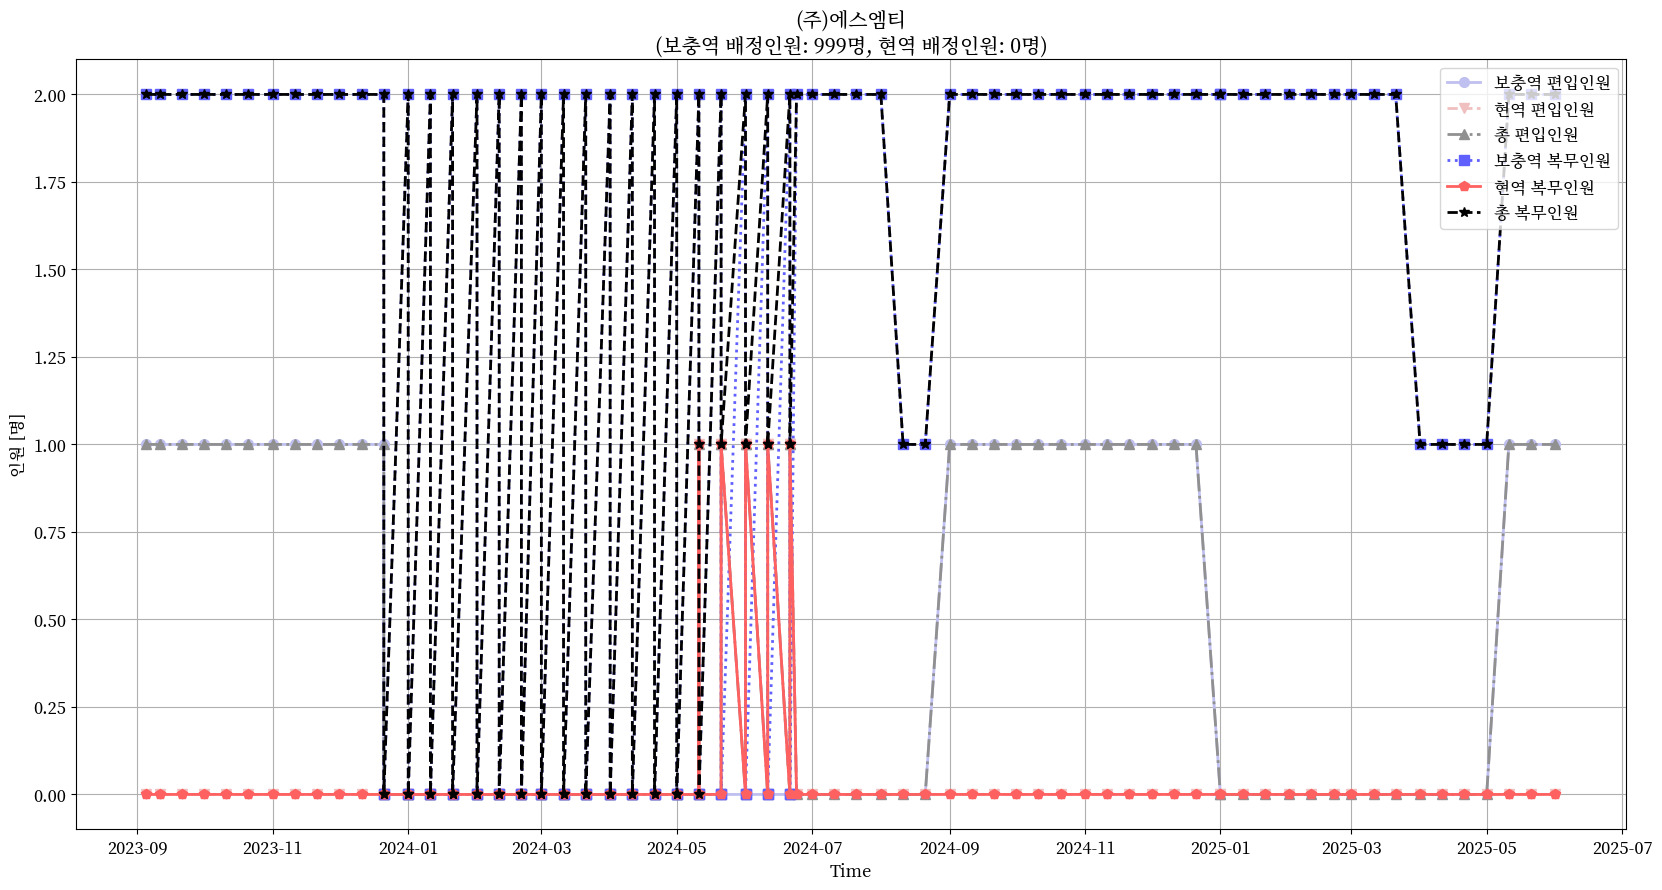 (주)에스엠티
(보충역 배정인원: 999명, 현역 배정인원: 0명)
보충역 편입인원
현역 편입인원
총 편입인원
보충역 복무인원
현역 복무인원
총 복무인원
인원 [명]
2.00
1.75
1.50
1.25
1.00
0.75
0.50
0.25
0.00
2023-09
2023-11
2024-01
2024-03
2024-05
2024-07
2024-09
2024-11
2025-01
2025-03
2025-05
2025-07
Time